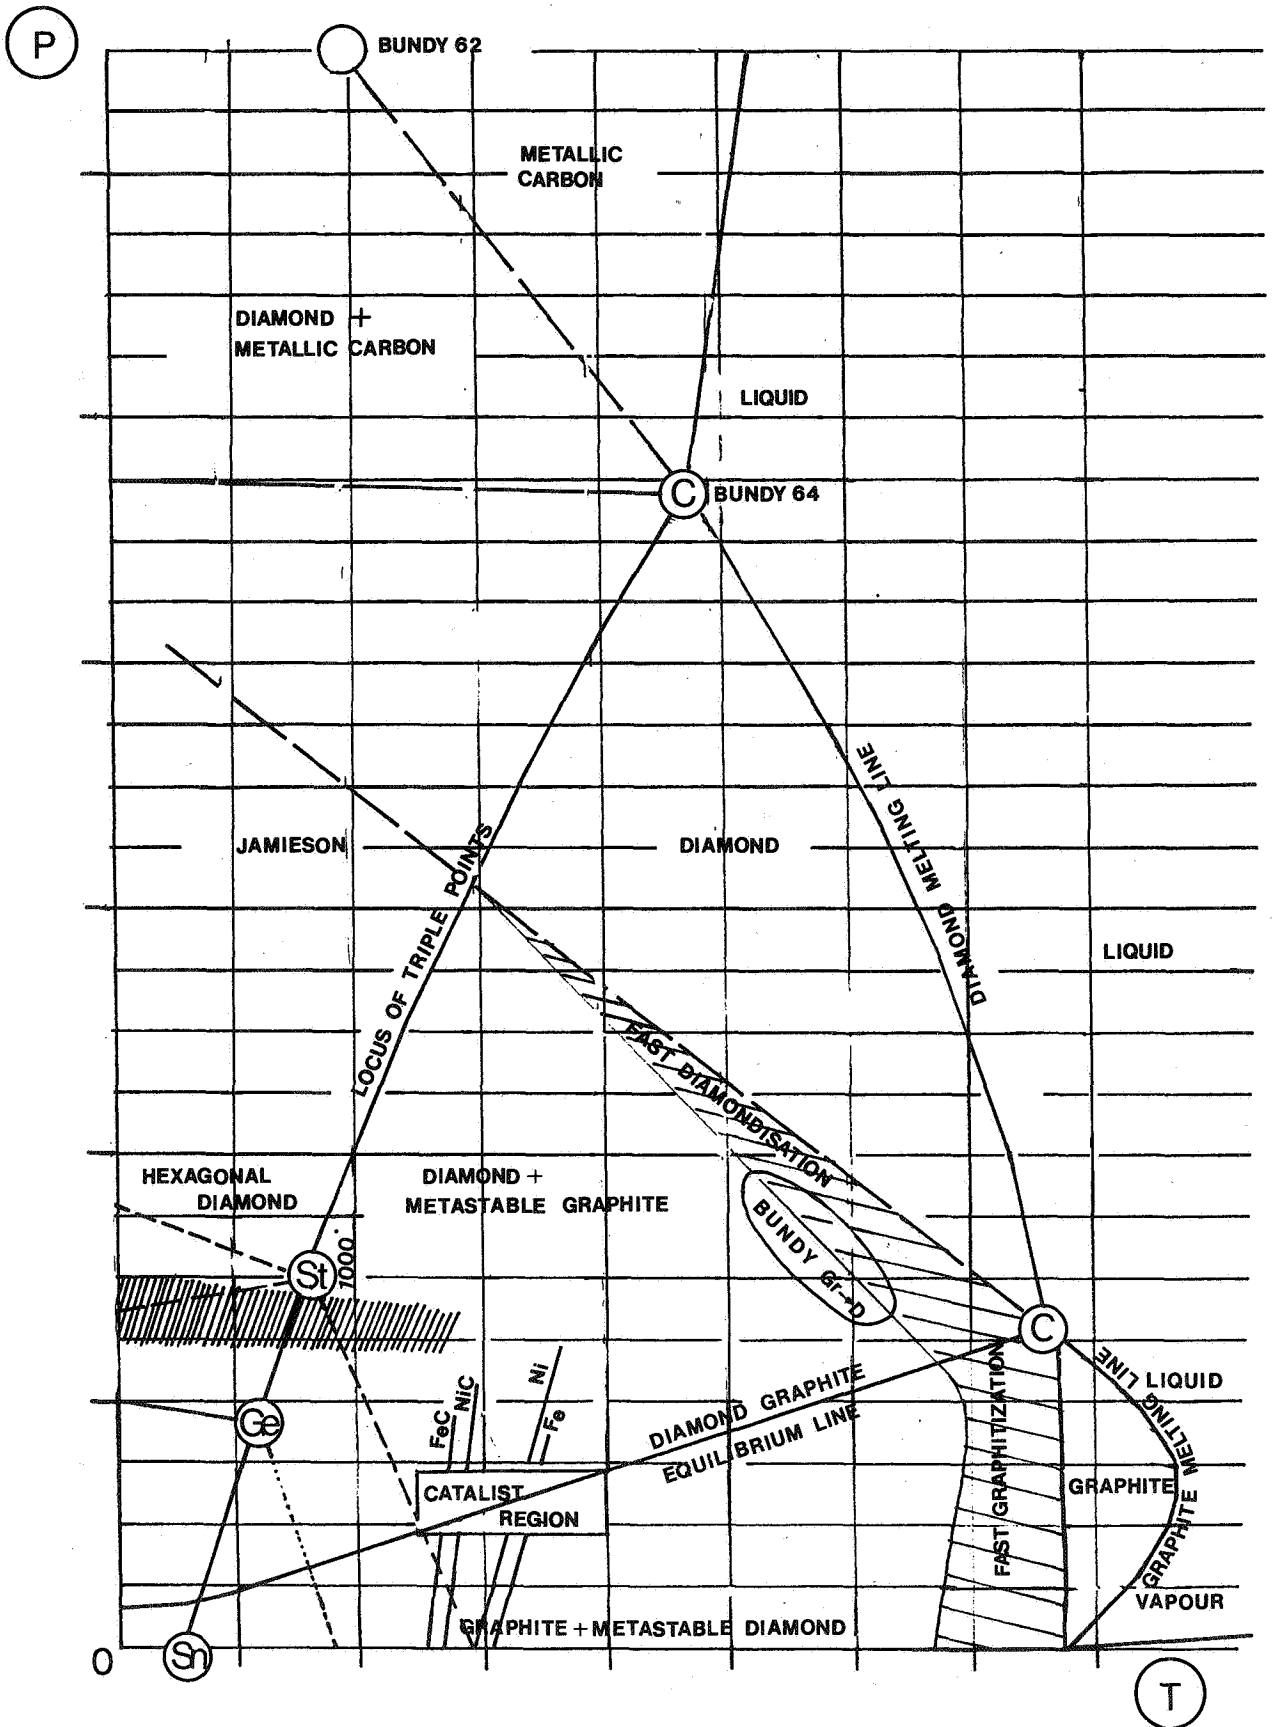 P
BUNDY 62
METALLIC
CARBON
DIAMOND +
METALLIC CARBON
LIQUID
C
BUNDY 64
DIAMOND MELTING LINE
JAMIESON
DIAMOND
LOCUS OF TRIPLE POINTS
LIQUID
FAST DIAMONDISATION
HEXAGONAL
DIAMOND
DIAMOND +
METASTABLE GRAPHITE
BUNDY Gr→D
St
1000°
C
Ni
NiC
FeC
Fe
Ge
DIAMOND GRAPHITE
EQUILIBRIUM LINE
FAST GRAPHITIZATION
GRAPHITE MELTING LINE
LIQUID
GRAPHITE
CATALIST
REGION
VAPOUR
GRAPHITE + METASTABLE DIAMOND
0
Sn
T